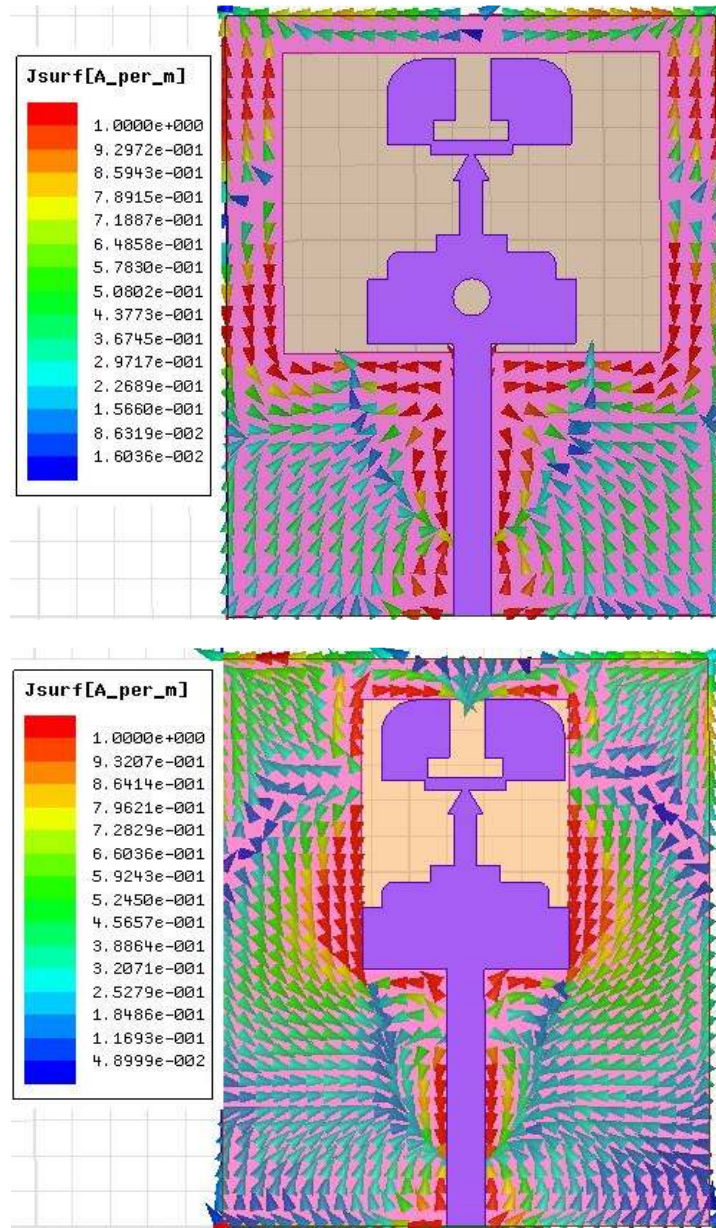 Jsurf[A_per_m]
1.0000e+000
9.2972e-001
8.5943e-001
7.8915e-001
7.1887e-001
6.4858e-001
5.7830e-001
5.0802e-001
4.3773e-001
3.6745e-001
2.9717e-001
2.2689e-001
1.5660e-001
8.6319e-002
1.6036e-002
Jsurf[A_per_m]
1.0000e+000
9.3207e-001
8.6414e-001
7.9621e-001
7.2829e-001
6.6036e-001
5.9243e-001
5.2450e-001
4.5657e-001
3.8864e-001
3.2071e-001
2.5279e-001
1.8486e-001
1.1693e-001
4.8999e-002